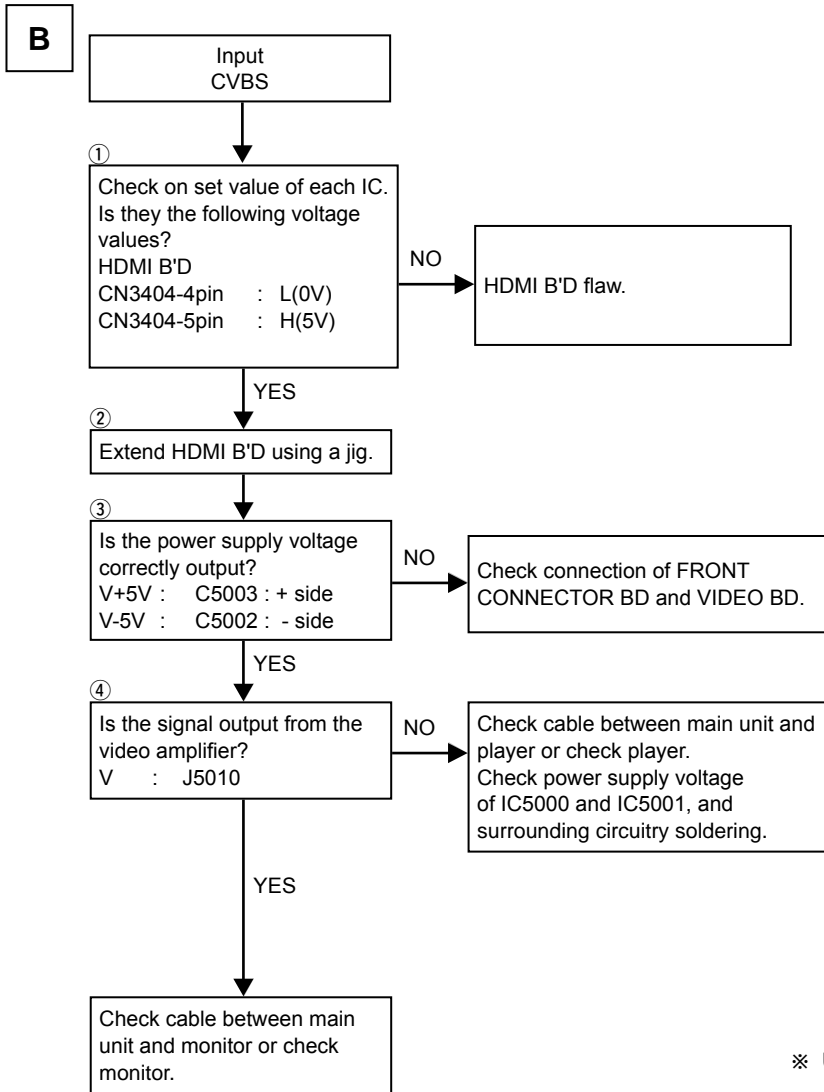 B
Input
CVBS
①
Check on set value of each IC.
Is they the following voltage
values?
HDMI B'D
CN3404-4pin : L(0V)
CN3404-5pin : H(5V)
NO
HDMI B'D flaw.
YES
②
Extend HDMI B'D using a jig.
③
Is the power supply voltage
correctly output?
V+5V : C5003 : + side
V-5V : C5002 : - side
NO
Check connection of FRONT
CONNECTOR BD and VIDEO BD.
YES
④
Is the signal output from the
video amplifier?
V : J5010
NO
Check cable between main unit and
player or check player.
Check power supply voltage
of IC5000 and IC5001, and
surrounding circuitry soldering.
YES
Check cable between main
unit and monitor or check
monitor.
※